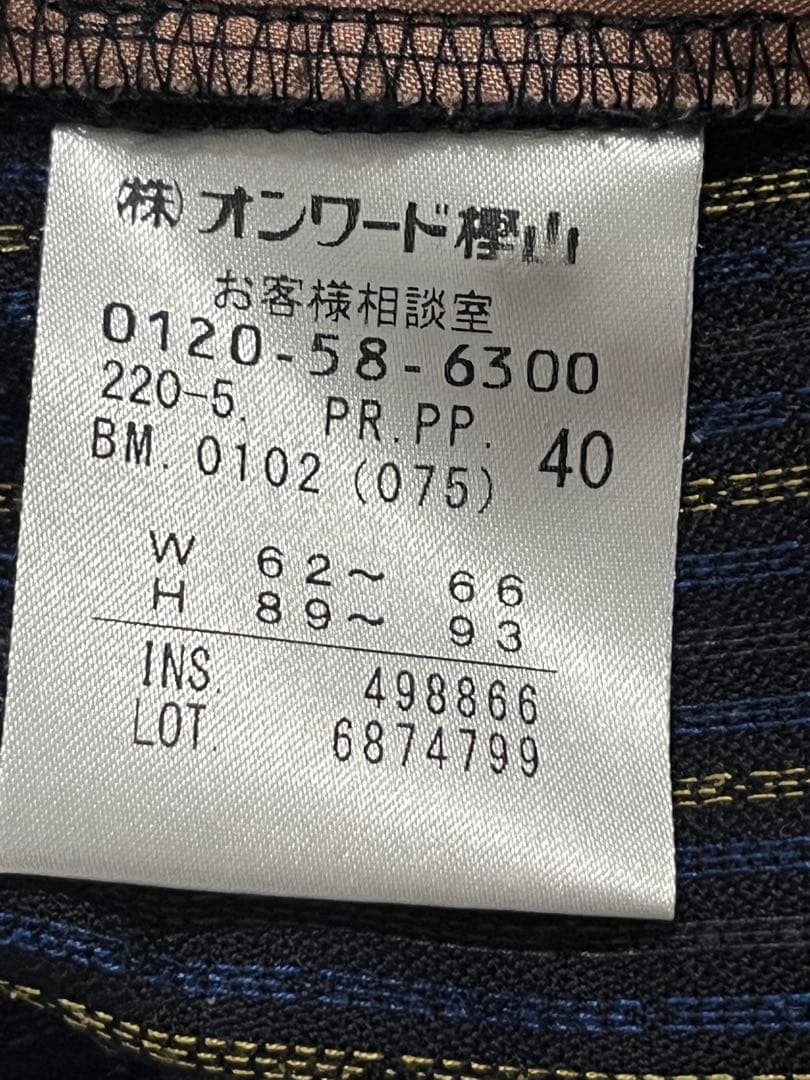 (株)オンワード樫山
お客様相談室
0120-58-6300
220-5. PR.PP. 40
BM. 0102 (075)
W 62～ 66
H 89～ 93
INS. 498866
LOT. 6874799